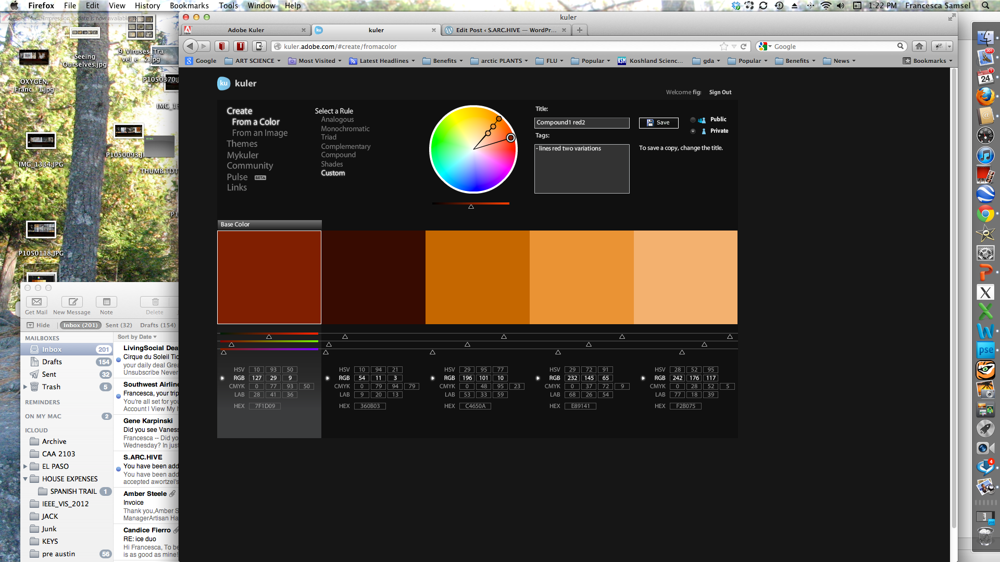 Firefox File Edit View History Bookmarks Tools Window Help
1:22 PM Francesca Samsel
MediaImpression update is now available
Seeing
Ourselves.jpg
9_Viruses_Tra
vel_e...2.jpg
OXYGEN,
Franc...1.jpg
IMG_1334.JPG
THUMB.TDT
P1050118.JPG
kuler
Adobe Kuler
kuler
Edit Post ‹ S.ARC.HIVE — WordPr...
kuler.adobe.com/#create/fromacolor
Google
Google ART SCIENCE Most Visited Latest Headlines Benefits arctic PLANTS FLU Popular KSM Koshland Scienc... gda Popular Benefits News Bookmarks
ku kuler
Welcome figs Sign Out
Create
From a Color
From an Image
Themes
Mykuler
Community
Pulse BETA
Links
Select a Rule
Analogous
Monochromatic
Triad
Complementary
Compound
Shades
Custom
Title:
Compound1 red2
Save
Public
Private
Tags:
- lines red two variations
To save a copy, change the title.
Base Color
HSV 10 93 50
RGB 127 29 9
CMYK 0 77 93 50
LAB 28 41 36
HEX 7F1D09
HSV 10 94 21
RGB 54 11 3
CMYK 0 79 94 79
LAB 9 20 13
HEX 360B03
HSV 29 95 77
RGB 196 101 10
CMYK 0 48 95 23
LAB 53 33 59
HEX C4650A
HSV 29 72 91
RGB 232 145 65
CMYK 0 37 72 9
LAB 68 26 54
HEX E89141
HSV 28 52 95
RGB 242 176 117
CMYK 0 28 52 5
LAB 77 18 39
HEX F2B075
Get Mail New Message Note Delete
Hide Inbox (201) Sent (32) Drafts (154)
MAILBOXES
Inbox 201
Drafts 154
Sent 32
Trash 5
REMINDERS
ON MY MAC 2
ICLOUD
Archive
CAA 2103
EL PASO
HOUSE EXPENSES
SPANISH TRAIL 1
IEEE_VIS_2012
JACK
Junk
KEYS
pre austin 56
Sort by Date
LivingSocial Dea
Cirque du Soleil Tic
your daily deal Grea
Unsubscribe Never
Southwest Airline
Francesca, your trip
You're all set for you
Account | View My It
Gene Karpinski
Did you see Vaness
Francesca -- Did yo
Wednesday? In just
S.ARC.HIVE
You have been add
You have been add
accepted awortzel's
Amber Steele
Invoice
Thank you,Amber S
ManagerArtisan Ha
Candice Fierro
RE: ice duo
Hi Francesca, To be
is as good as mine!
201
AUG
24
1
pse
4